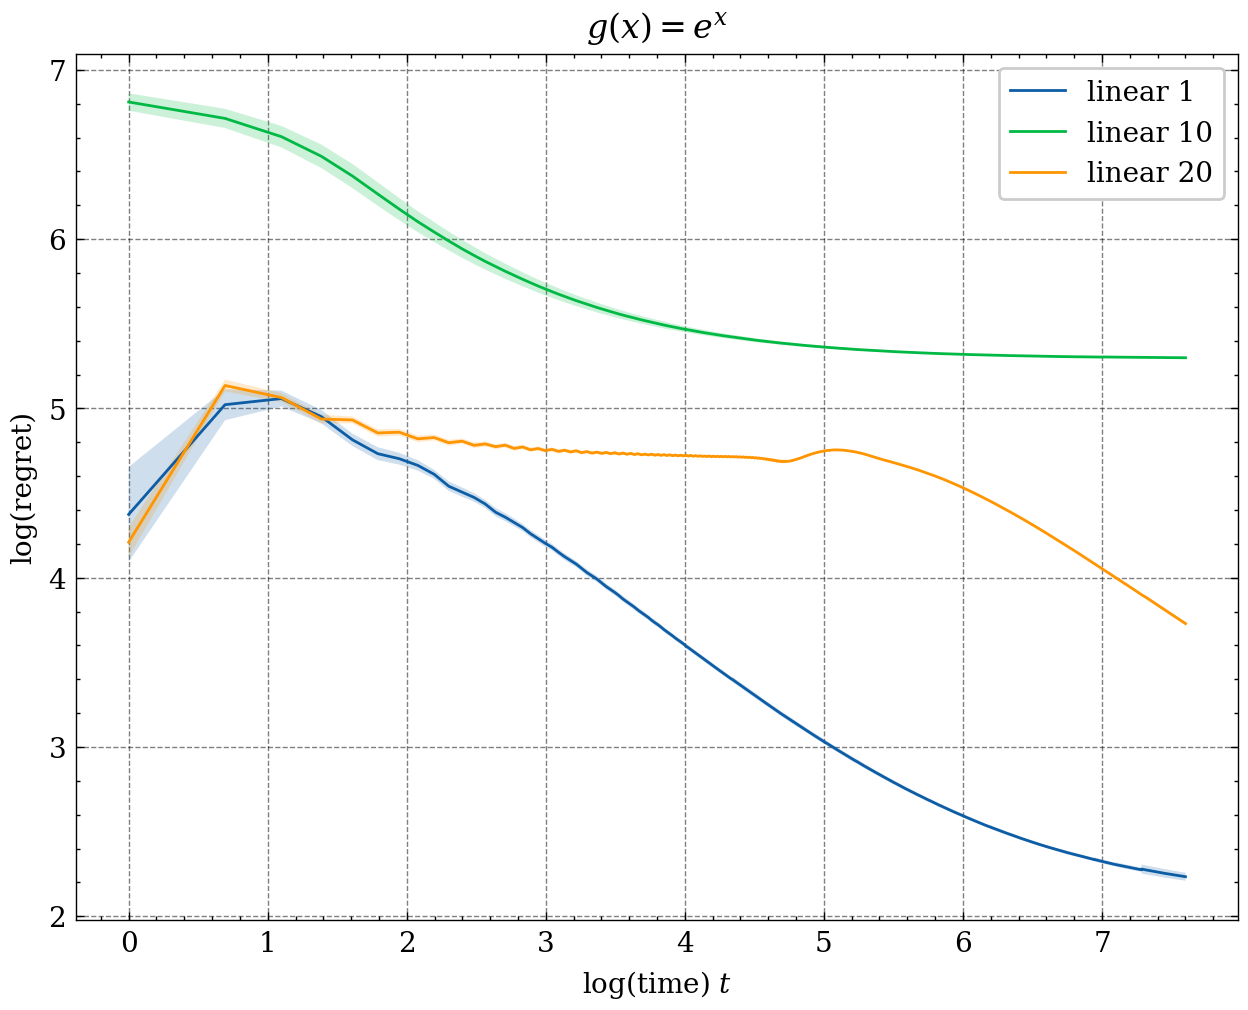 g(x) = e^x
linear 1
linear 10
linear 20
7
6
5
4
3
2
log(regret)
0 1 2 3 4 5 6 7
log(time) t